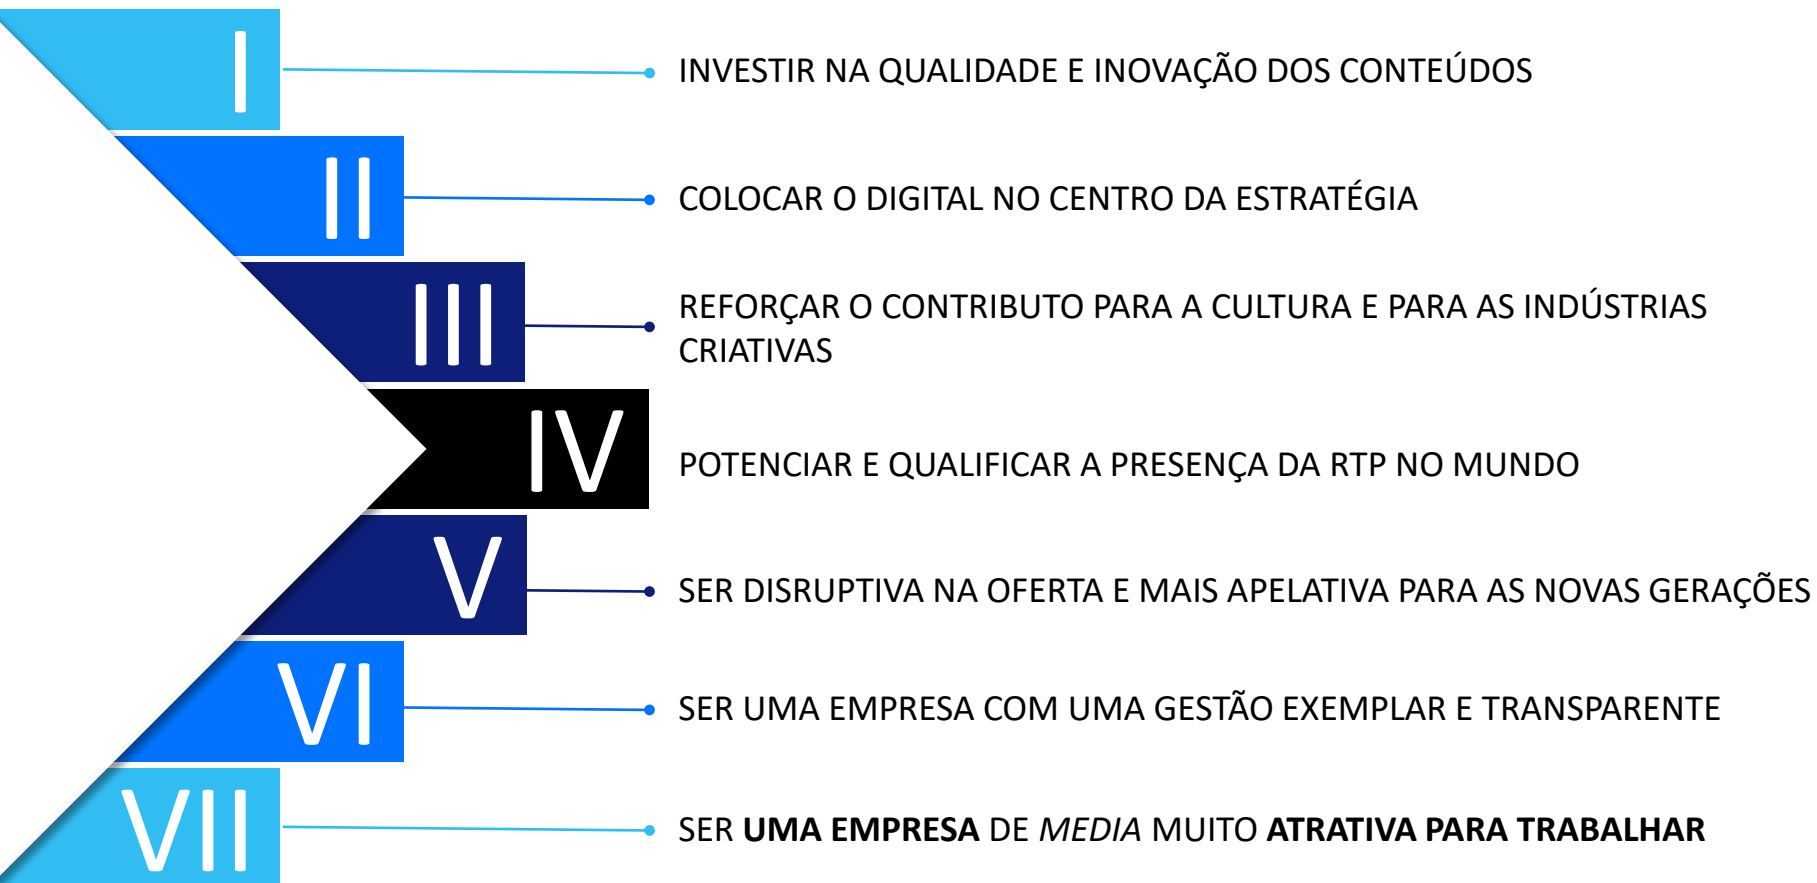 I
INVESTIR NA QUALIDADE E INOVAÇÃO DOS CONTEÚDOS
II
COLOCAR O DIGITAL NO CENTRO DA ESTRATÉGIA
III
REFORÇAR O CONTRIBUTO PARA A CULTURA E PARA AS INDÚSTRIAS
CRIATIVAS
IV
POTENCIAR E QUALIFICAR A PRESENÇA DA RTP NO MUNDO
V
SER DISRUPTIVA NA OFERTA E MAIS APELATIVA PARA AS NOVAS GERAÇÕES
VI
SER UMA EMPRESA COM UMA GESTÃO EXEMPLAR E TRANSPARENTE
VII
SER UMA EMPRESA DE MEDIA MUITO ATRATIVA PARA TRABALHAR